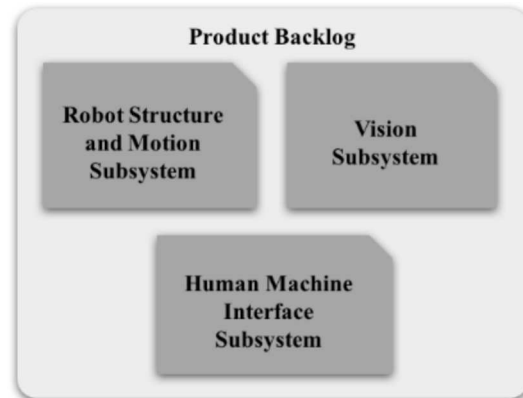 Product Backlog
Robot Structure
and Motion
Subsystem
Vision
Subsystem
Human Machine
Interface
Subsystem